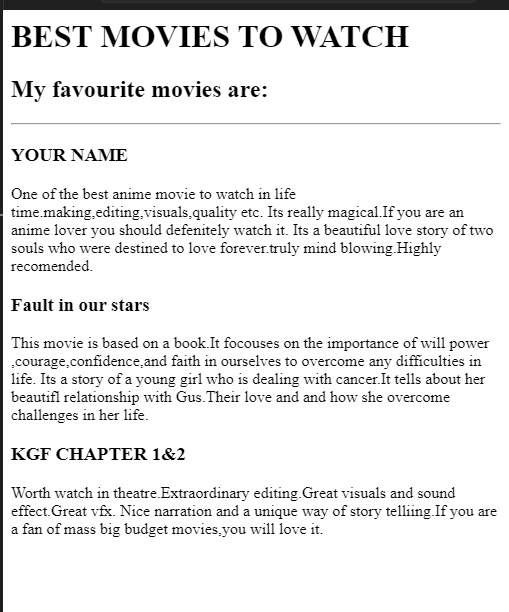 BEST MOVIES TO WATCH
My favourite movies are:
YOUR NAME
One of the best anime movie to watch in life
time.making,editing,visuals,quality etc. Its really magical.If you are an
anime lover you should defenitely watch it. Its a beautiful love story of two
souls who were destined to love forever.truly mind blowing.Highly
recomended.
Fault in our stars
This movie is based on a book.It focouses on the importance of will power
,courage,confidence,and faith in ourselves to overcome any difficulties in
life. Its a story of a young girl who is dealing with cancer.It tells about her
beautifl relationship with Gus.Their love and and how she overcome
challenges in her life.
KGF CHAPTER 1&2
Worth watch in theatre.Extraordinary editing.Great visuals and sound
effect.Great vfx. Nice narration and a unique way of story telliing.If you are
a fan of mass big budget movies,you will love it.